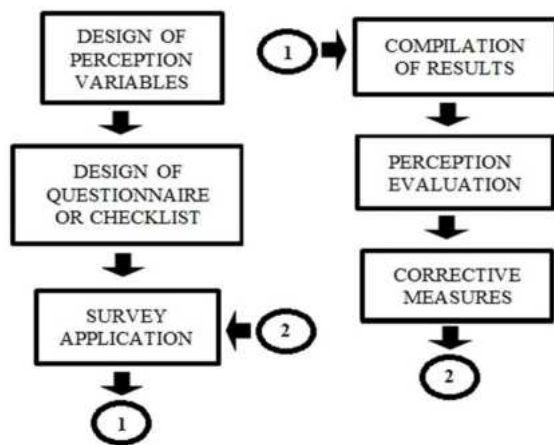 DESIGN OF
PERCEPTION
VARIABLES
DESIGN OF
QUESTIONNAIRE
OR CHECKLIST
SURVEY
APPLICATION
2
1
1
COMPILATION
OF RESULTS
PERCEPTION
EVALUATION
CORRECTIVE
MEASURES
2